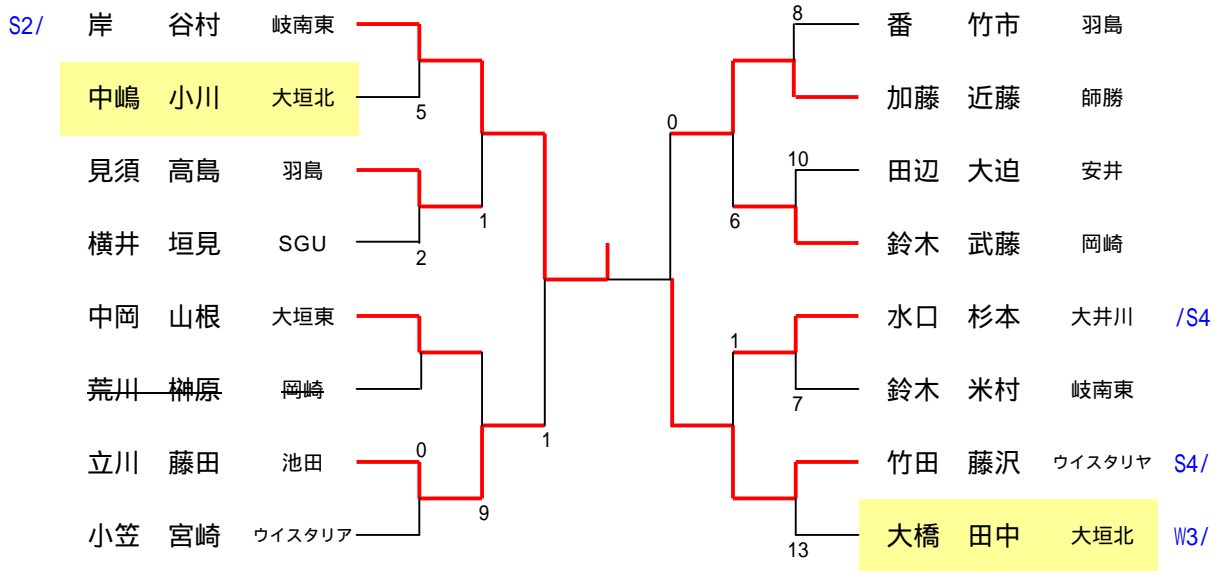 S2/ 岸 谷村 岐南東
中嶋 小川 大垣北
5
見須 高島 羽島
1
横井 垣見 SGU
2
中岡 山根 大垣東
荒川 榊原 岡崎
1
立川 藤田 池田
0
9
小笠 宮崎 ウイスタリア
8
番 竹市 羽島
加藤 近藤 師勝
0
10
田辺 大迫 安井
6
鈴木 武藤 岡崎
水口 杉本 大井川 /S4
1
鈴木 米村 岐南東
7
竹田 藤沢 ウイスタリヤ S4/
大橋 田中 大垣北 W3/
13